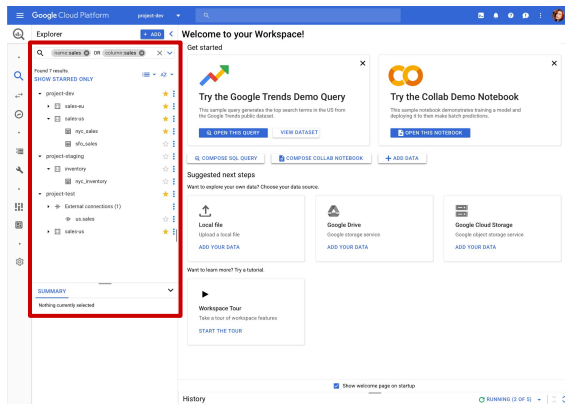 Google Cloud Platform
project-dev
Explorer
+ ADD
name:sales OR column:sales
Found 7 results.
SHOW STARRED ONLY
AZ
project-dev
sales-eu
sales-us
nyc_sales
sfo_sales
project-staging
inventory
nyc_inventory
project-test
External connections (1)
us.sales
sales-us
SUMMARY
Nothing currently selected
Welcome to your Workspace!
Get started
Try the Google Trends Demo Query
This sample query generates the top search terms in the US from
the Google Trends public dataset.
OPEN THIS QUERY
VIEW DATASET
Try the Collab Demo Notebook
This sample notebook demonstrates training a model and
deploying it to then make batch predictions.
OPEN THIS NOTEBOOK
COMPOSE SQL QUERY
COMPOSE COLLAB NOTEBOOK
+ ADD DATA
Suggested next steps
Want to explore your own data? Choose your data source.
Local file
Upload a local file
ADD YOUR DATA
Google Drive
Google storage service
ADD YOUR DATA
Google Cloud Storage
Google object storage service
ADD YOUR DATA
Want to learn more? Try a tutorial.
Workspace Tour
Take a tour of workspace features
START THE TOUR
Show welcome page on startup
History
RUNNING (2 OF 5)